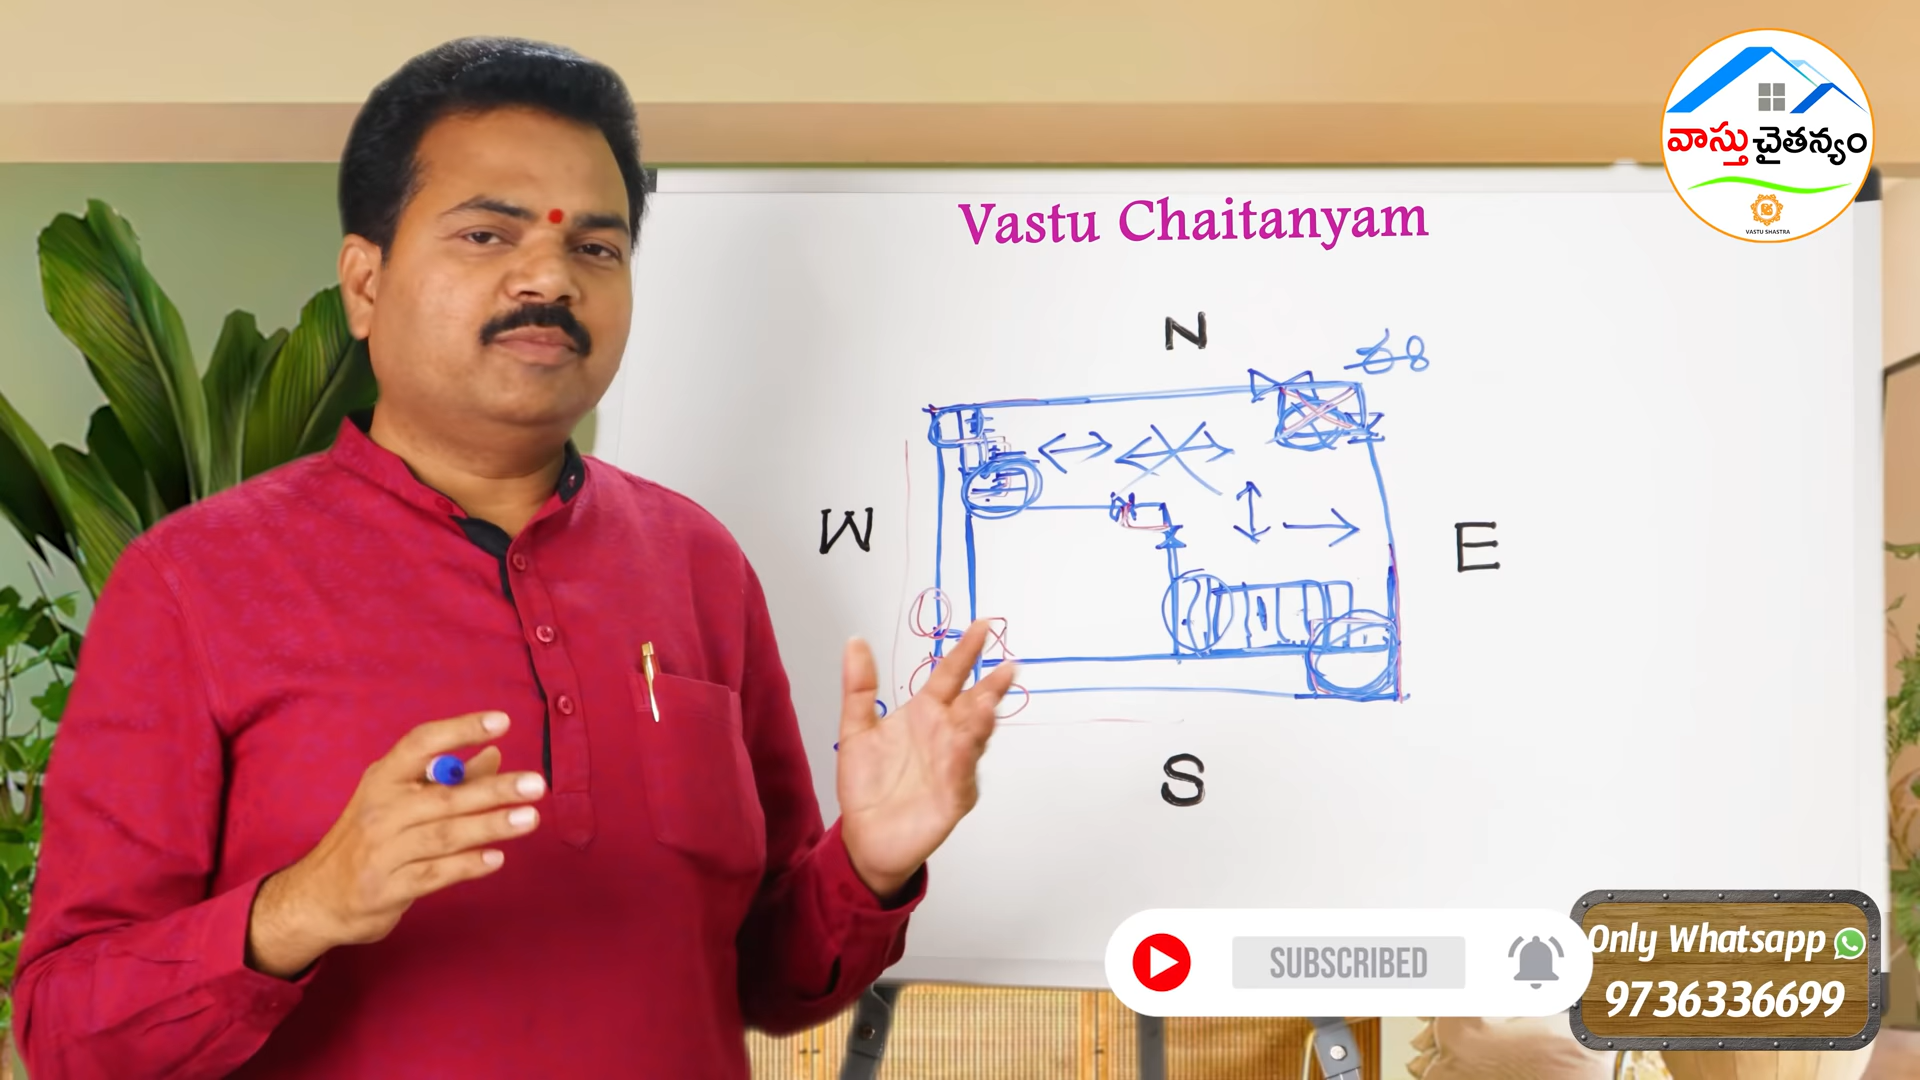 వాస్తు చైతన్యం
VASTU SHASTRA
Vastu Chaitanyam
N
W
E
S
SUBSCRIBED
Only Whatsapp
9736336699